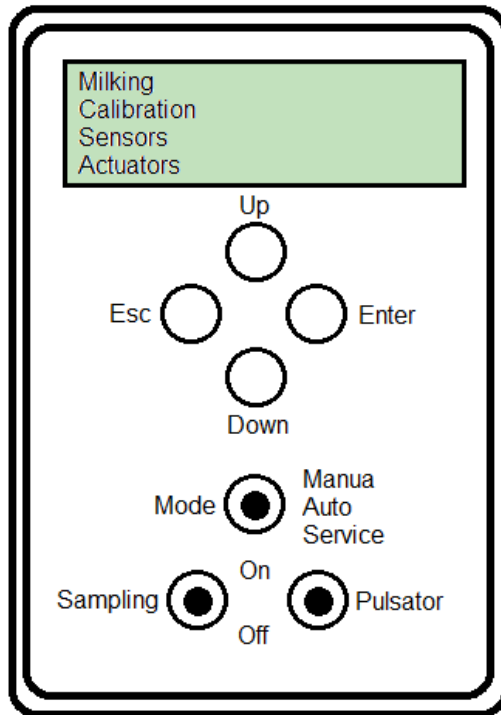 Milking
Calibration
Sensors
Actuators
Up
Esc
Enter
Down
Mode
Manua
Auto
Service
On
Sampling
Pulsator
Off